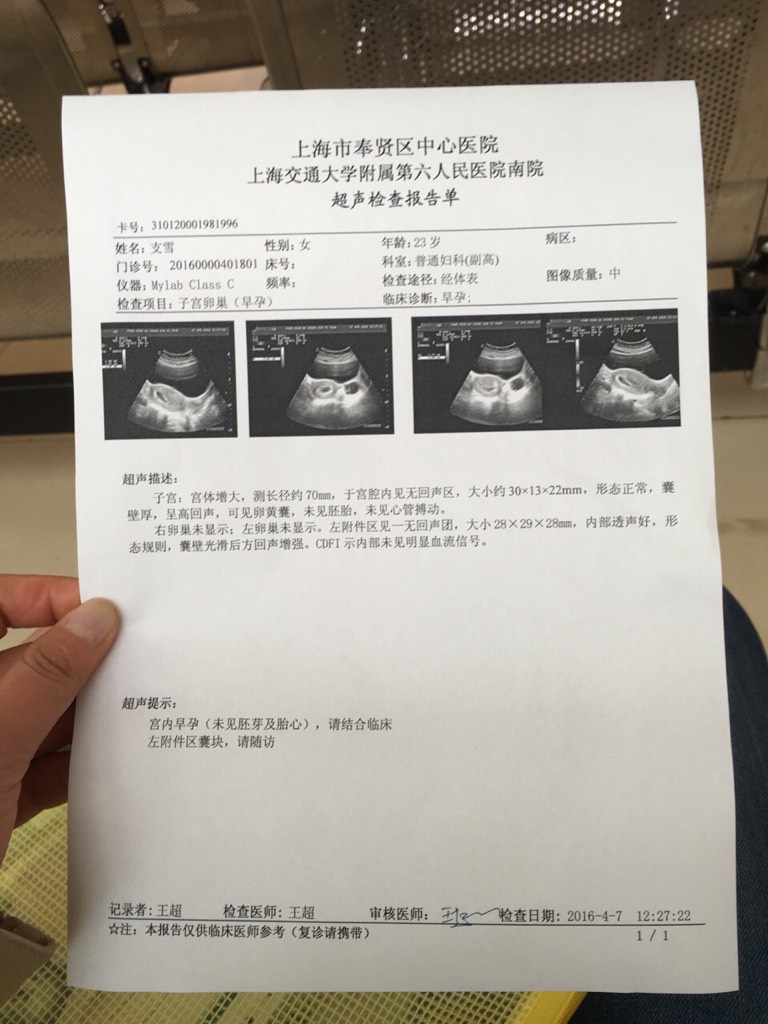 上海市奉贤区中心医院
上海交通大学附属第六人民医院南院
超声检查报告单
卡号: 310120001981996
姓名: 支雪 性别: 女 年龄: 23岁 病区:
门诊号: 20160000401801 床号: 科室: 普通妇科(副高)
仪器: Mylab Class C 频率: 检查途径: 经体表 图像质量: 中
检查项目: 子宫卵巢（早孕） 临床诊断: 早孕;
超声描述:
子宫: 宫体增大，测长径约70mm，于宫腔内见无回声区，大小约30×13×22mm，形态正常，囊
壁厚，呈高回声，可见卵黄囊，未见胚胎，未见心管搏动。
右卵巢未显示；左卵巢未显示。左附件区见一无回声团，大小28×29×28mm，内部透声好，形
态规则，囊壁光滑后方回声增强。CDFI示内部未见明显血流信号。
超声提示:
宫内早孕（未见胚芽及胎心），请结合临床
左附件区囊块，请随访
记录者: 王超 检查医师: 王超 审核医师: 检查日期: 2016-4-7 12:27:22
☆注: 本报告仅供临床医师参考（复诊请携带） 1 / 1